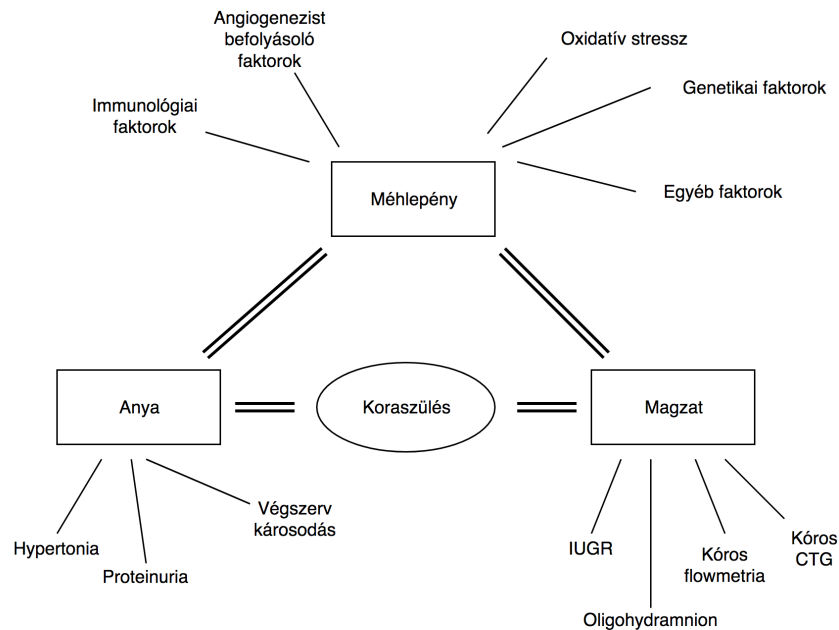 Angiogenezist
befolyásoló
faktorok
Oxidatív stressz
Genetikai faktorok
Immunológiai
faktorok
Egyéb faktorok
Méhlepény
Anya
Koraszülés
Magzat
Végszerv
károsodás
Hypertonia
Proteinuria
IUGR
Kóros
flowmetria
Kóros
CTG
Oligohydramnion